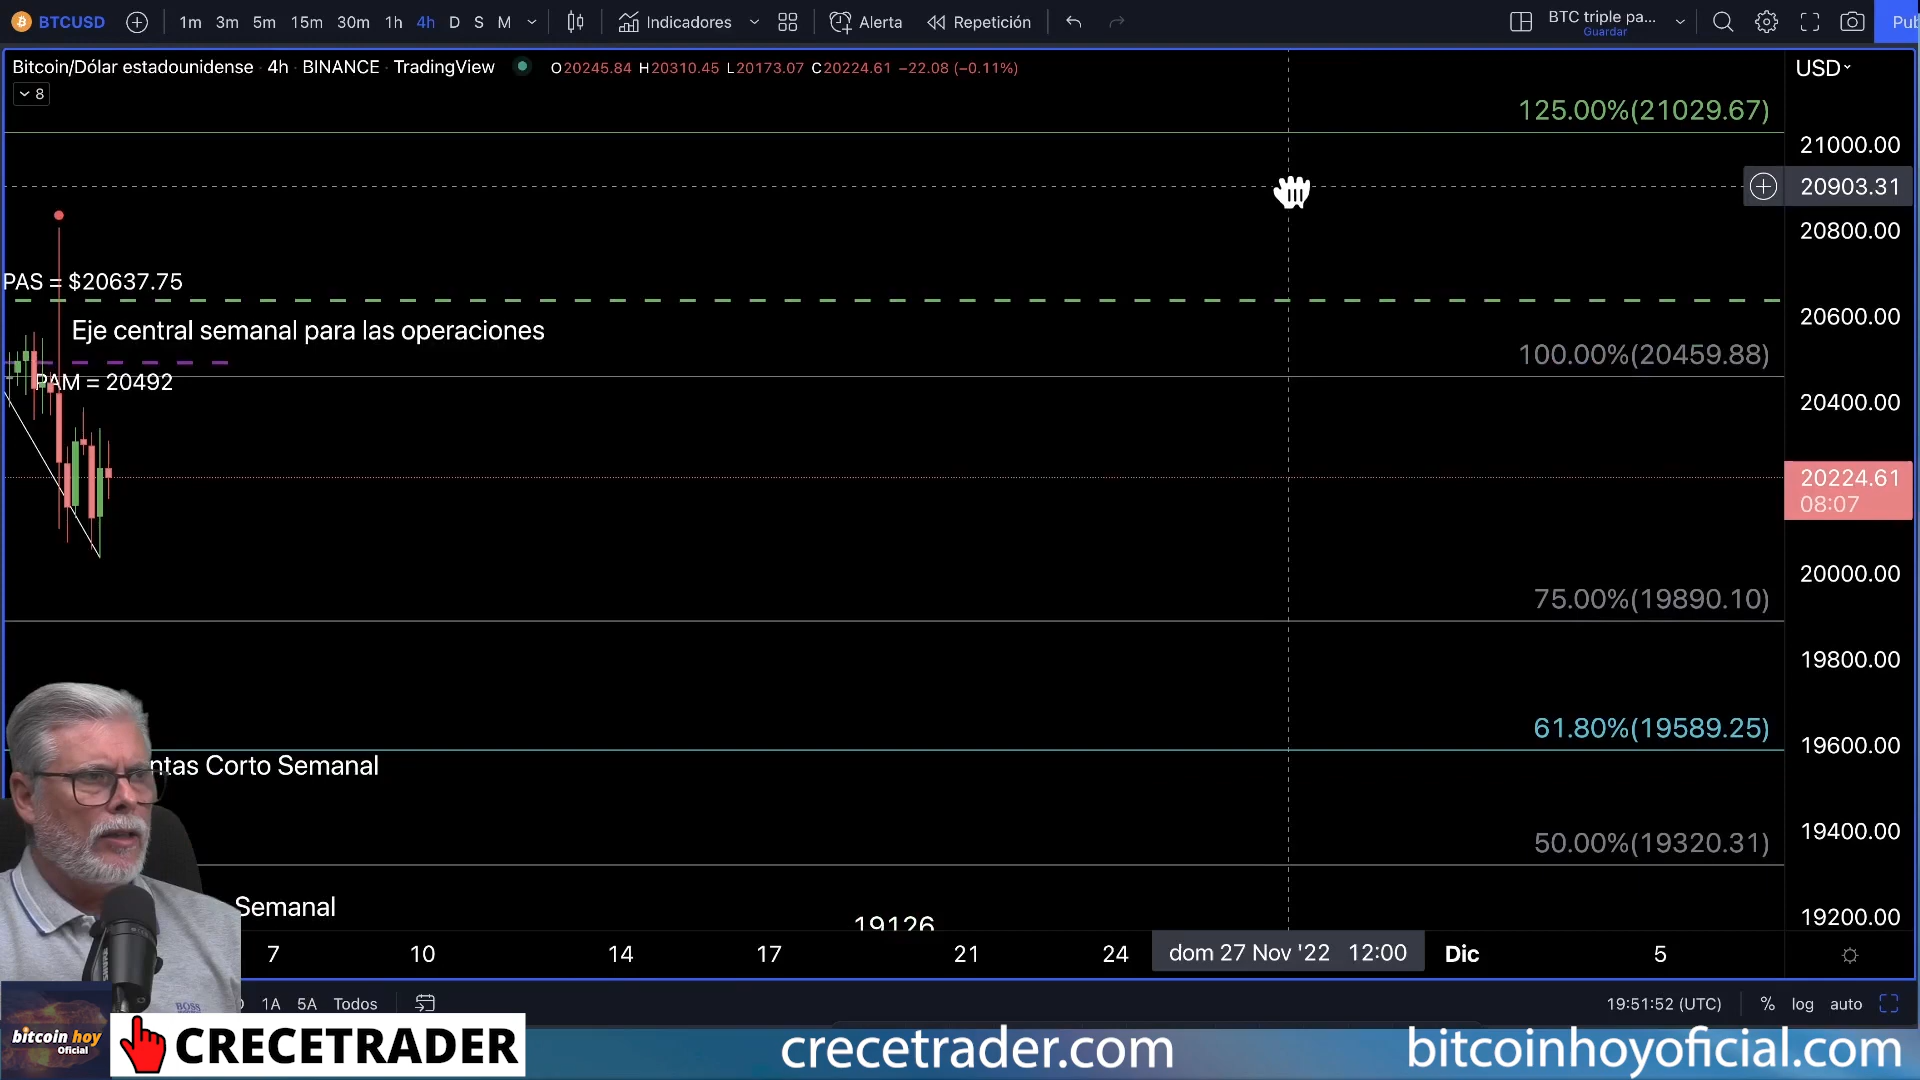 BTCUSD 1m 3m 5m 15m 30m 1h 4h D S M Indicadores Alerta Repetición BTC triple pa... Pub
Guardar
Bitcoin/Dólar estadounidense · 4h · BINANCE · TradingView O20245.84 H20310.45 L20173.07 C20224.61 −22.08 (−0.11%) USD
8
125.00%(21029.67)
21000.00
20903.31
20800.00
PAS = $20637.75
20600.00
Eje central semanal para las operaciones
100.00%(20459.88)
PAM = 20492
20400.00
20224.61
08:07
20000.00
75.00%(19890.10)
19800.00
61.80%(19589.25)
19600.00
ntas Corto Semanal
19400.00
50.00%(19320.31)
Semanal
19126
19200.00
7 10 14 17 21 24 dom 27 Nov '22 12:00 Dic 5
1A 5A Todos 19:51:52 (UTC) % log auto
BOSS
bitcoin hoy
Oficial
CRECETRADER
crecetrader.com
bitcoinhoyoficial.com